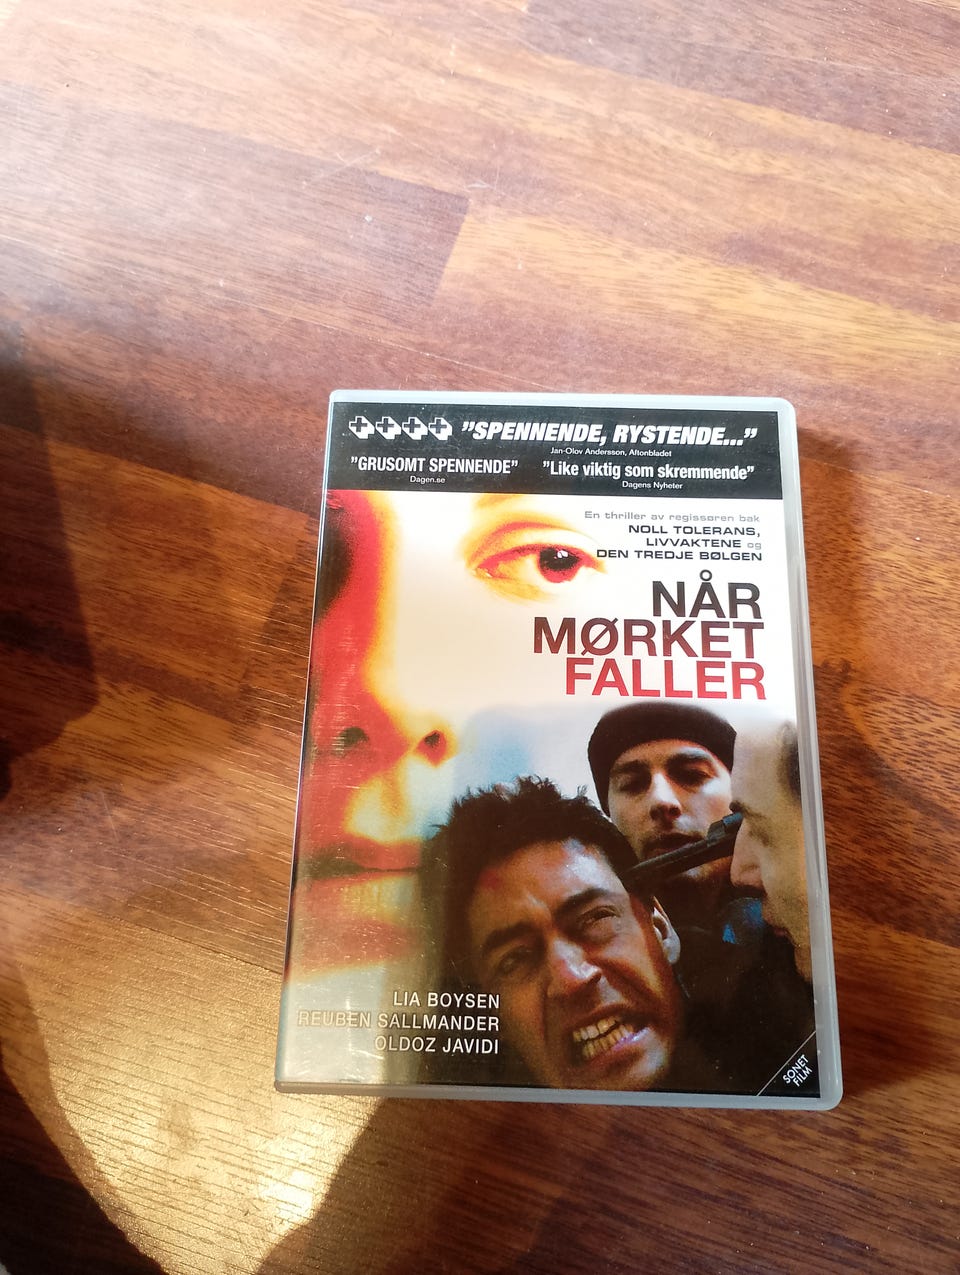 ++++ "SPENNENDE, RYSTENDE..."
Jan-Olov Andersson, Aftonbladet
"GRUSOMT SPENNENDE" "Like viktig som skremmende"
Dagen.se Dagens Nyheter
En thriller av regissøren bak
NOLL TOLERANS,
LIVVAKTENE og
DEN TREDJE BØLGEN
NÅR
MØRKET
FALLER
LIA BOYSEN
REUBEN SALLMANDER
OLDOZ JAVIDI
SONET
FILM